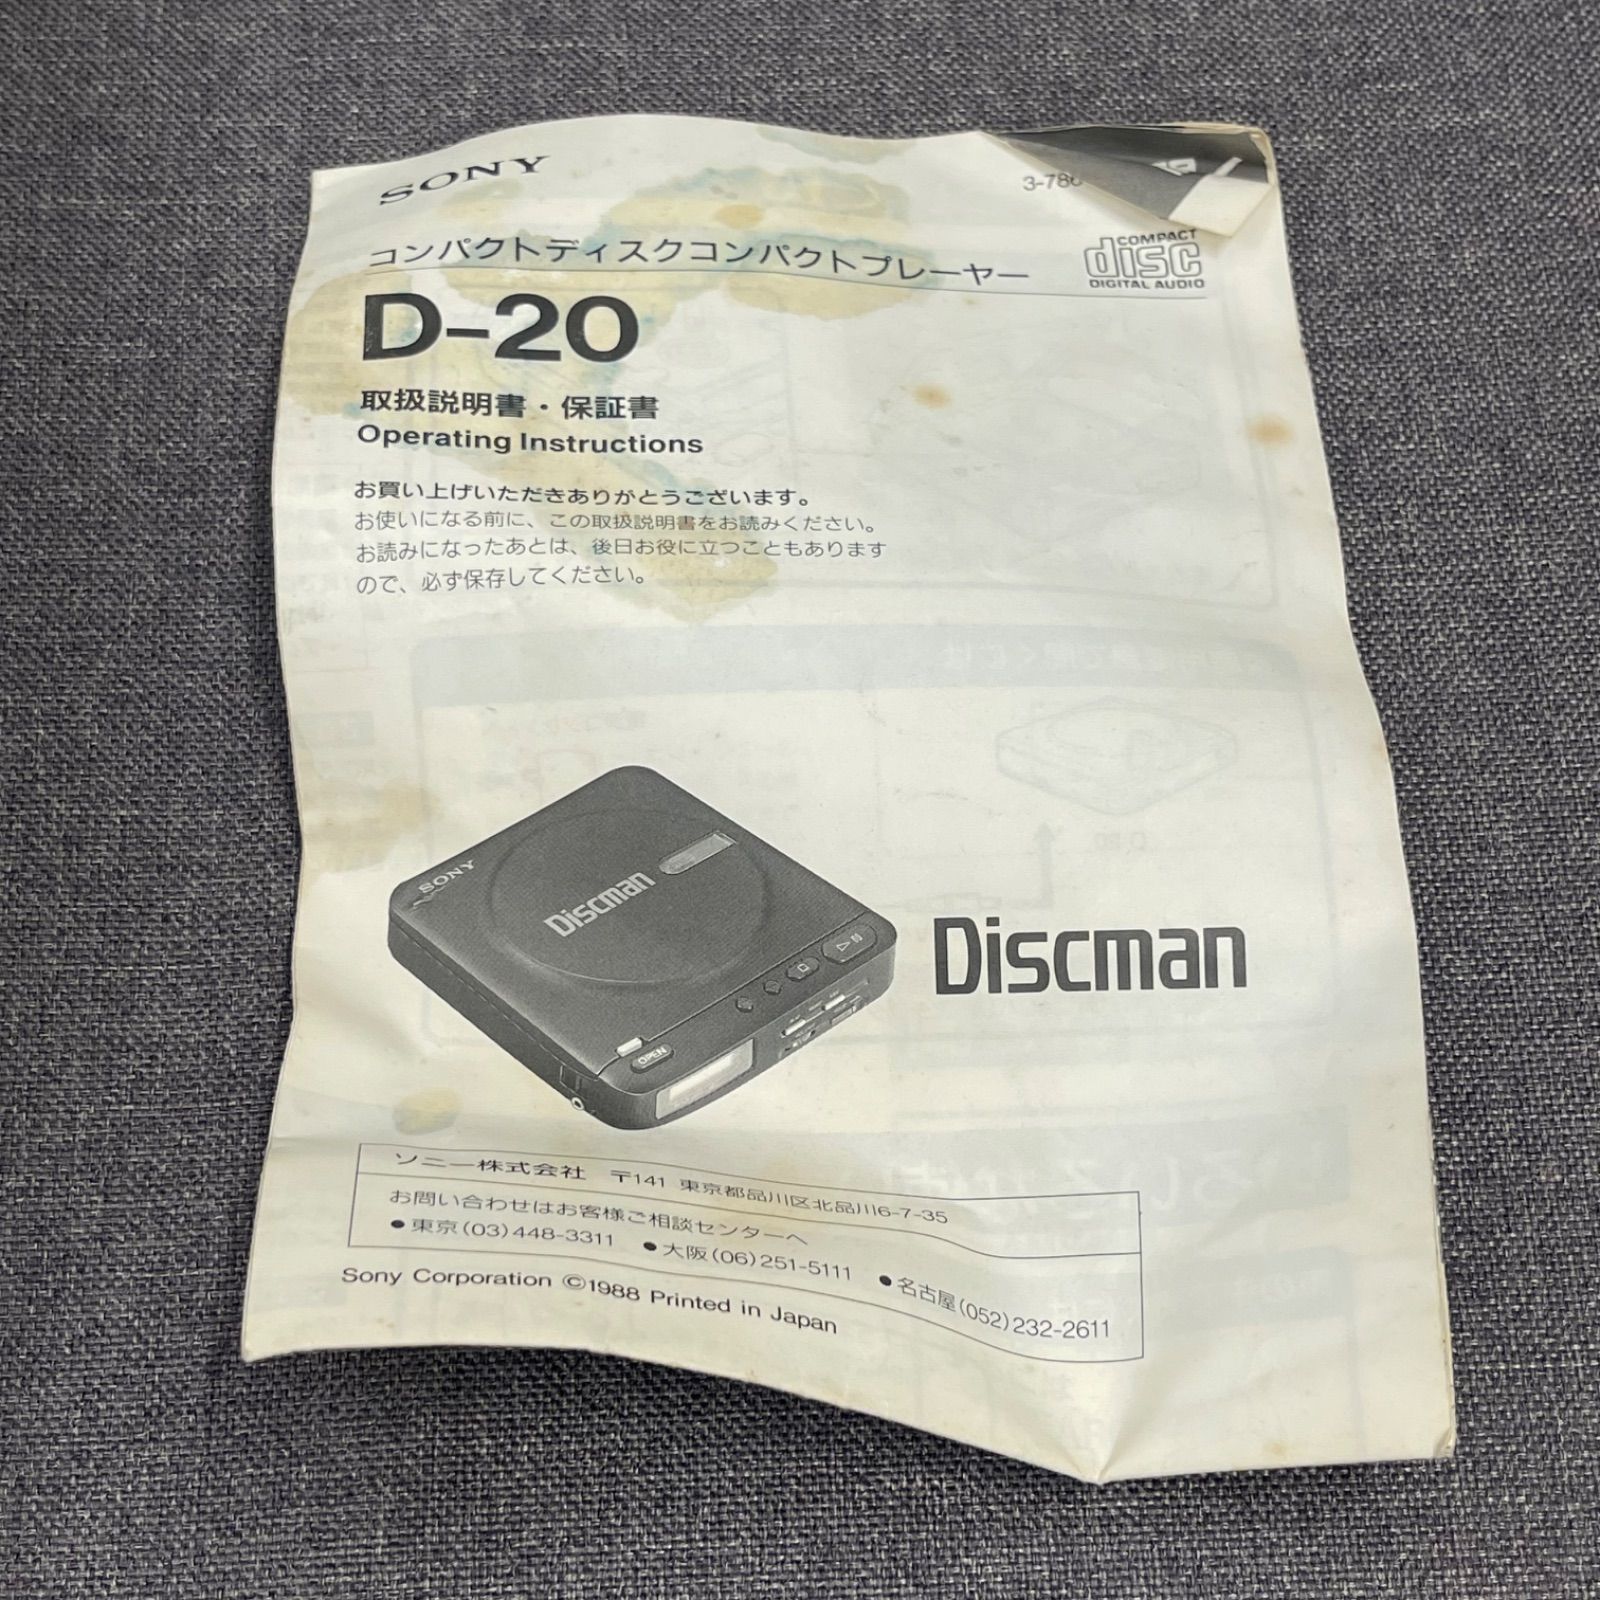 SONY
3-786
コンパクトディスクコンパクトプレーヤー
COMPACT
disc
DIGITAL AUDIO
D-20
取扱説明書・保証書
Operating Instructions
お買い上げいただきありがとうございます。
お使いになる前に、この取扱説明書をお読みください。
お読みになったあとは、後日お役に立つこともあります
ので、必ず保存してください。
SONY
Discman
OPEN
Discman
ソニー株式会社 〒141 東京都品川区北品川6-7-35
お問い合わせはお客様ご相談センターへ
●東京(03)448-3311 ●大阪(06)251-5111 ●名古屋(052)232-2611
Sony Corporation ©1988 Printed in Japan